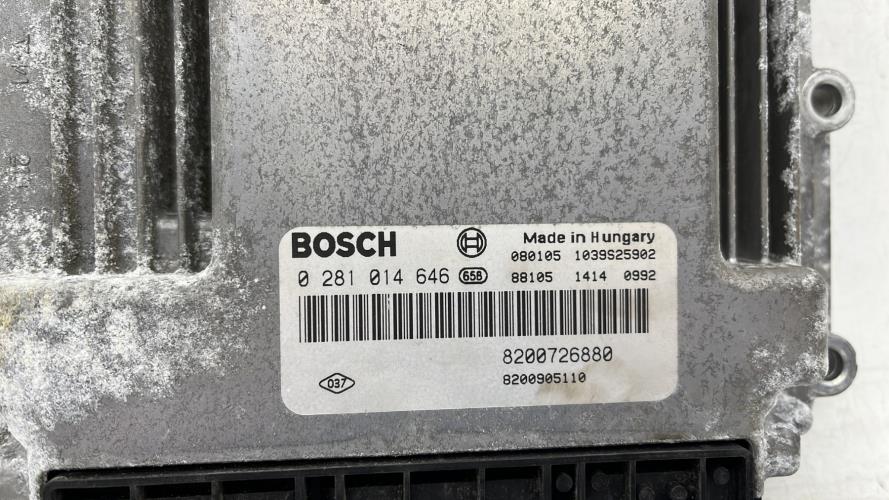 BOSCH
Made in Hungary
080105 1039S25902
0 281 014 646 658
88105 1414 0992
8200726880
037
8200905110